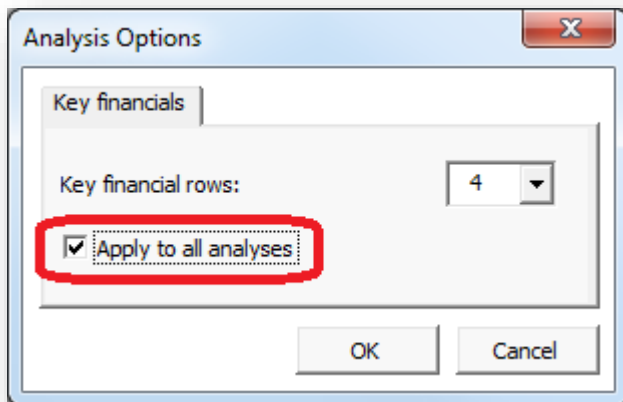 Analysis Options
Key financials
Key financial rows: 4
Apply to all analyses
OK Cancel